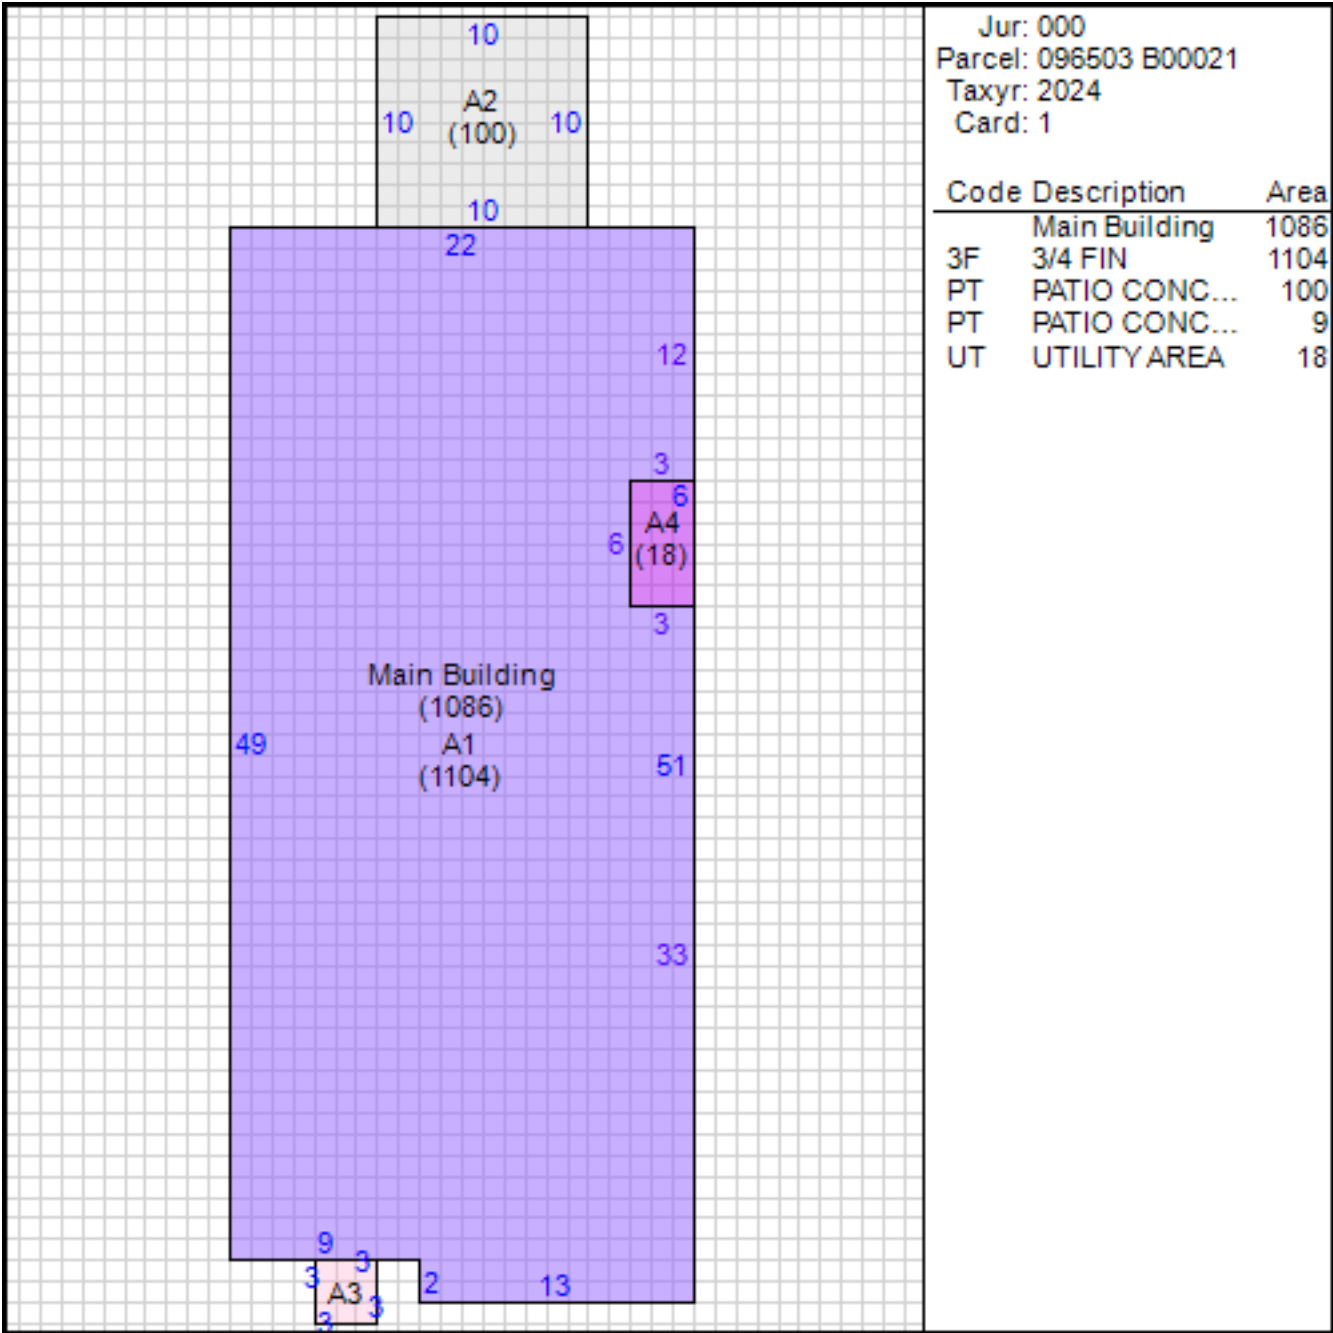 10
A2
10
10
(100)
10
22
12
3
6
A4
6
(18)
3
Main Building
(1086)
49
A1
51
(1104)
33
9
3
3
2
13
A3
3
3
Jur: 000
Parcel: 096503 B00021
Taxyr: 2024
Card: 1
Code Description Area
Main Building 1086
3F 3/4 FIN 1104
PT PATIO CONC... 100
PT PATIO CONC... 9
UT UTILITY AREA 18